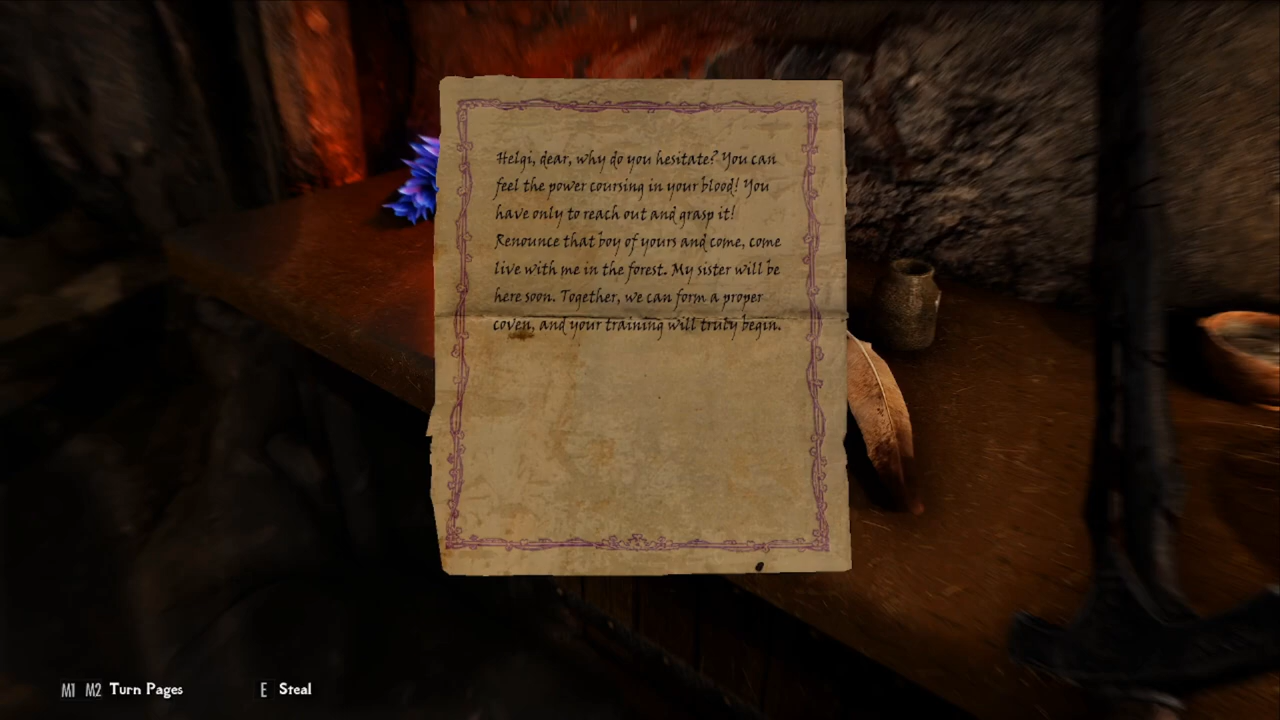 Helgi, dear, why do you hesitate? You can
feel the power coursing in your blood! You
have only to reach out and grasp it!
Renounce that boy of yours and come, come
live with me in the forest. My sister will be
here soon. Together, we can form a proper
coven, and your training will truly begin.
M1 M2 Turn Pages
E Steal